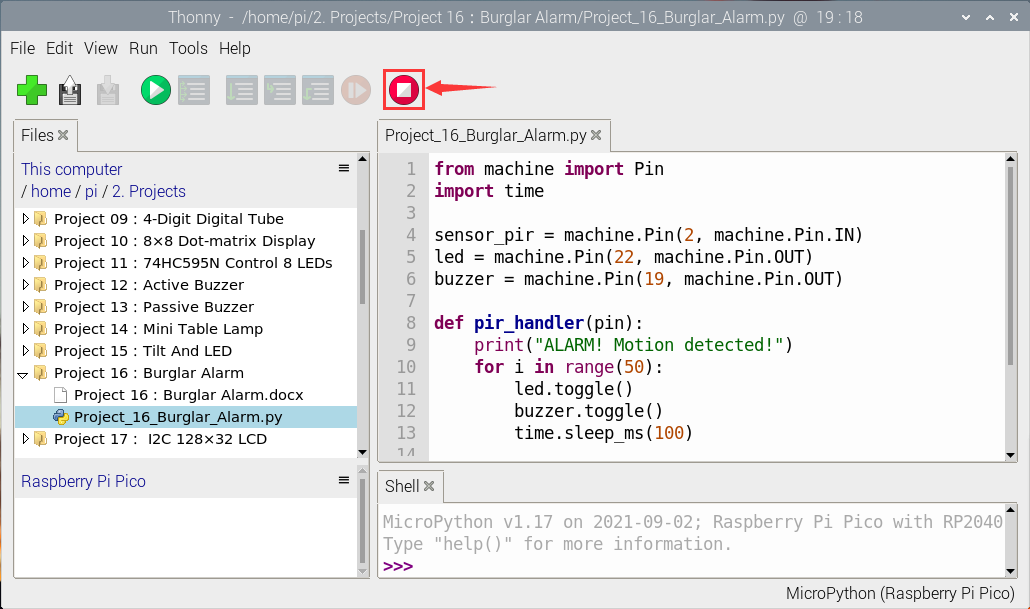 Thonny - /home/pi/2. Projects/Project 16 : Burglar Alarm/Project_16_Burglar_Alarm.py @ 19 : 18
File Edit View Run Tools Help
Files
This computer
/ home / pi / 2. Projects
Project 09 : 4-Digit Digital Tube
Project 10 : 8×8 Dot-matrix Display
Project 11 : 74HC595N Control 8 LEDs
Project 12 : Active Buzzer
Project 13 : Passive Buzzer
Project 14 : Mini Table Lamp
Project 15 : Tilt And LED
Project 16 : Burglar Alarm
Project 16 : Burglar Alarm.docx
Project_16_Burglar_Alarm.py
Project 17 : I2C 128×32 LCD
Raspberry Pi Pico
Project_16_Burglar_Alarm.py
1 from machine import Pin
2 import time
3
4 sensor_pir = machine.Pin(2, machine.Pin.IN)
5 led = machine.Pin(22, machine.Pin.OUT)
6 buzzer = machine.Pin(19, machine.Pin.OUT)
7
8 def pir_handler(pin):
9     print("ALARM! Motion detected!")
10     for i in range(50):
11         led.toggle()
12         buzzer.toggle()
13         time.sleep_ms(100)
14
Shell
MicroPython v1.17 on 2021-09-02; Raspberry Pi Pico with RP2040
Type "help()" for more information.
>>>
MicroPython (Raspberry Pi Pico)